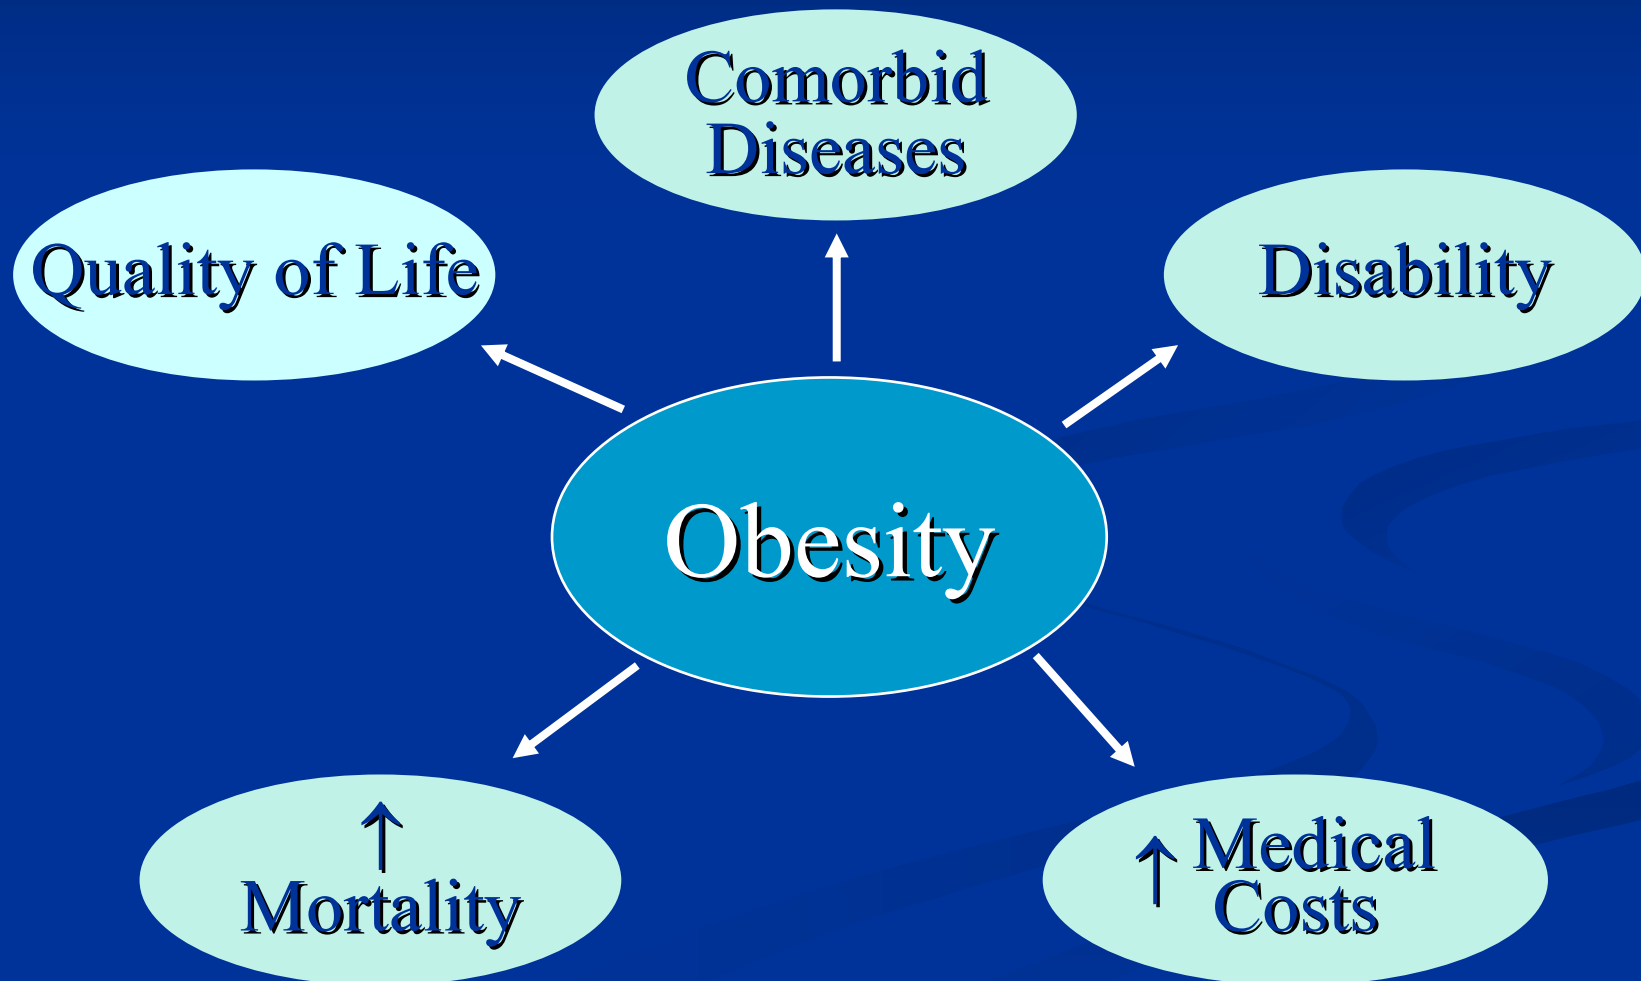 Comorbid
Diseases
Quality of Life
Disability
Obesity
↑
Mortality
↑ Medical
Costs